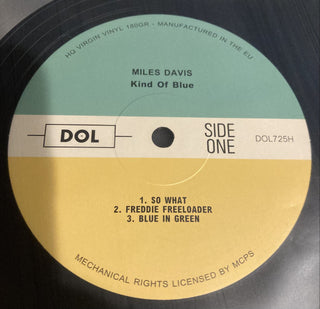 HQ VIRGIN VINYL 180GR - MANUFACTURED IN THE EU
MILES DAVIS
Kind Of Blue
DOL
SIDE
ONE
DOL725H
1. SO WHAT
2. FREDDIE FREELOADER
3. BLUE IN GREEN
MECHANICAL RIGHTS LICENSED BY MCPS